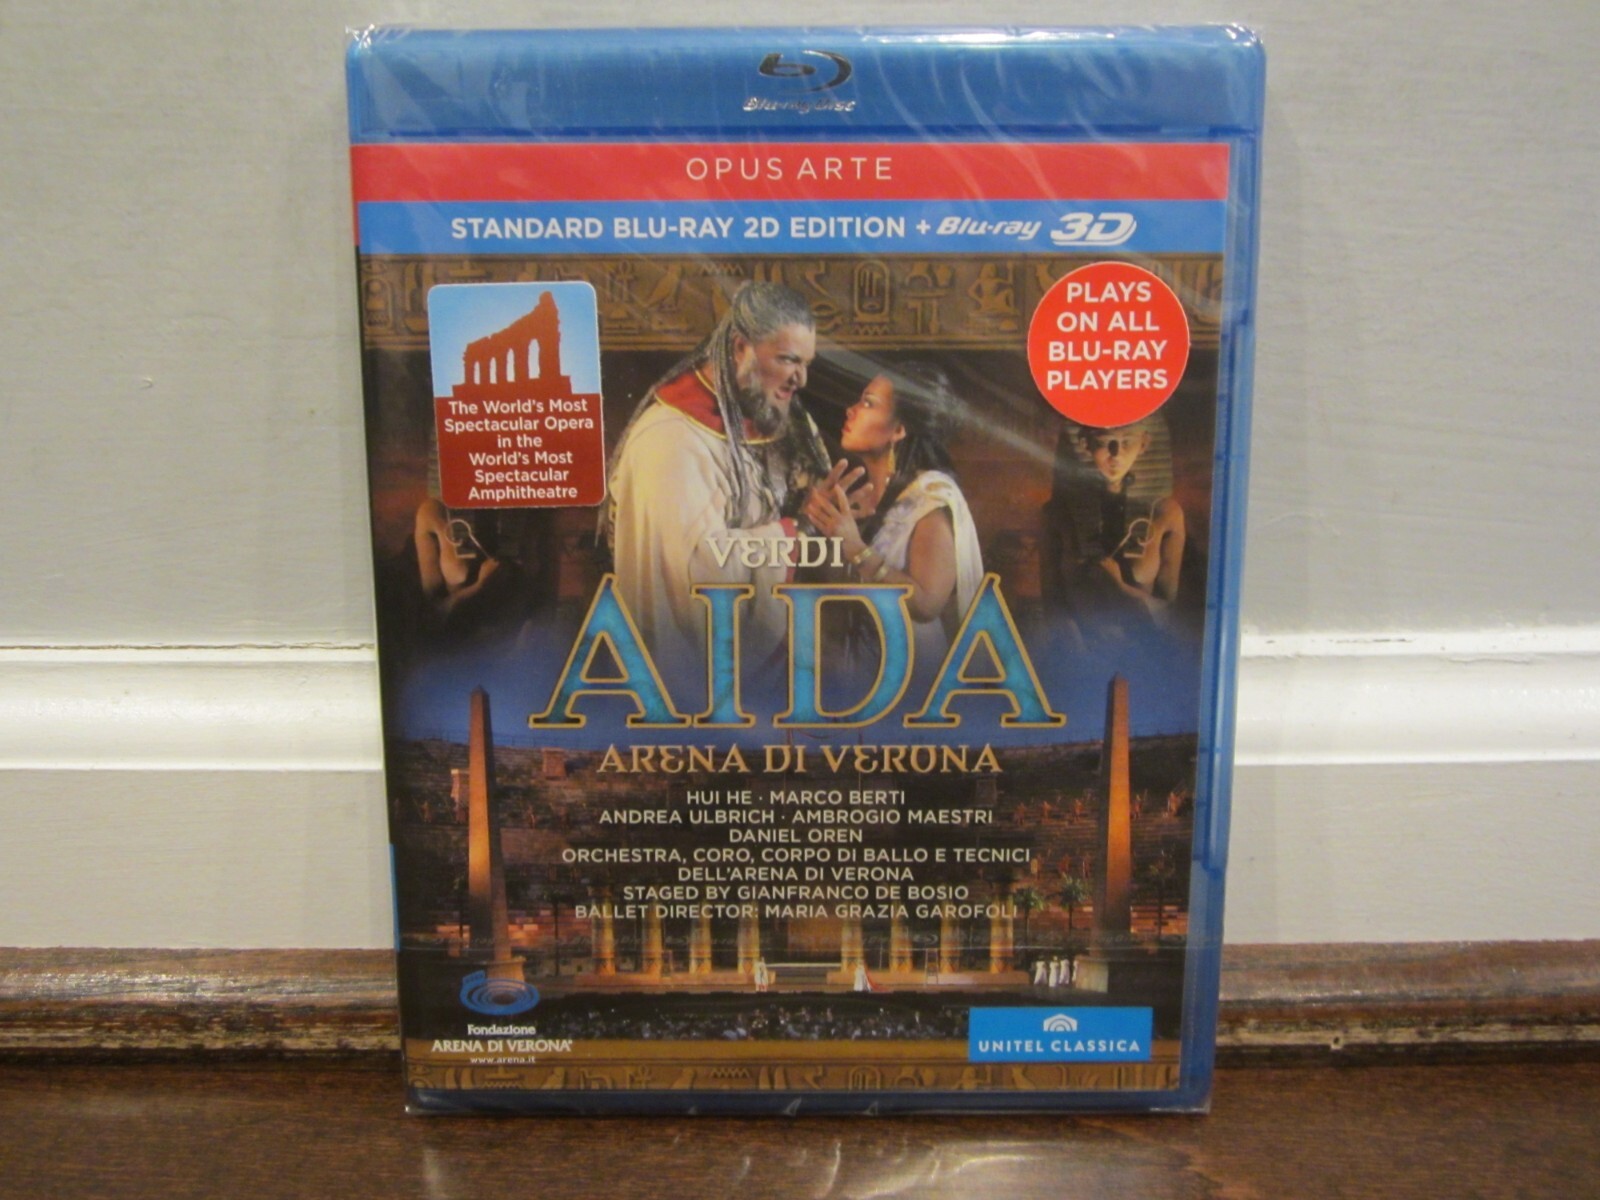 Blu-ray Disc
OPUS ARTE
STANDARD BLU-RAY 2D EDITION + Blu-ray 3D
PLAYS
ON ALL
BLU-RAY
PLAYERS
The World's Most
Spectacular Opera
in the
World's Most
Spectacular
Amphitheatre
VERDI
AIDA
ARENA DI VERONA
HUI HE · MARCO BERTI
ANDREA ULBRICH · AMBROGIO MAESTRI
DANIEL OREN
ORCHESTRA, CORO, CORPO DI BALLO E TECNICI
DELL'ARENA DI VERONA
STAGED BY GIANFRANCO DE BOSIO
BALLET DIRECTOR: MARIA GRAZIA GAROFOLI
Fondazione
ARENA DI VERONA®
www.arena.it
UNITEL CLASSICA